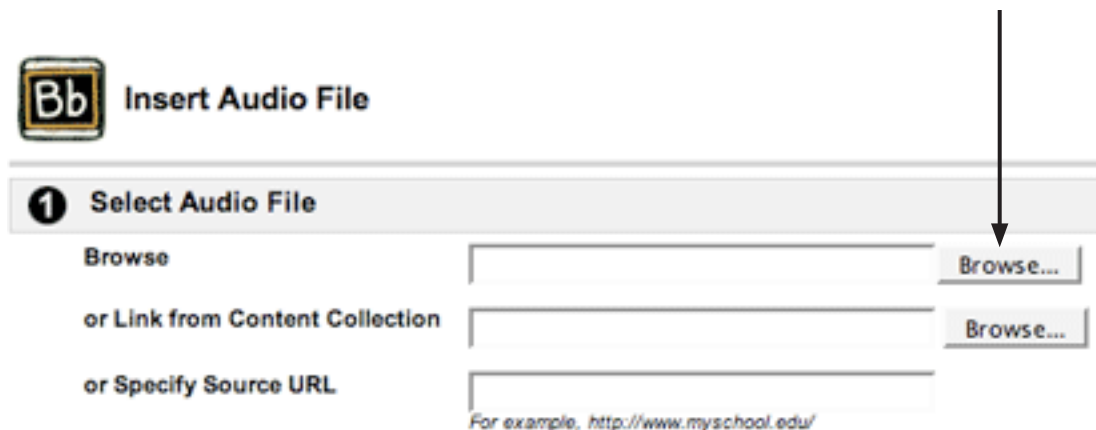 Bb Insert Audio File
1 Select Audio File
Browse Browse...
or Link from Content Collection Browse...
or Specify Source URL
For example, http://www.myschool.edu/